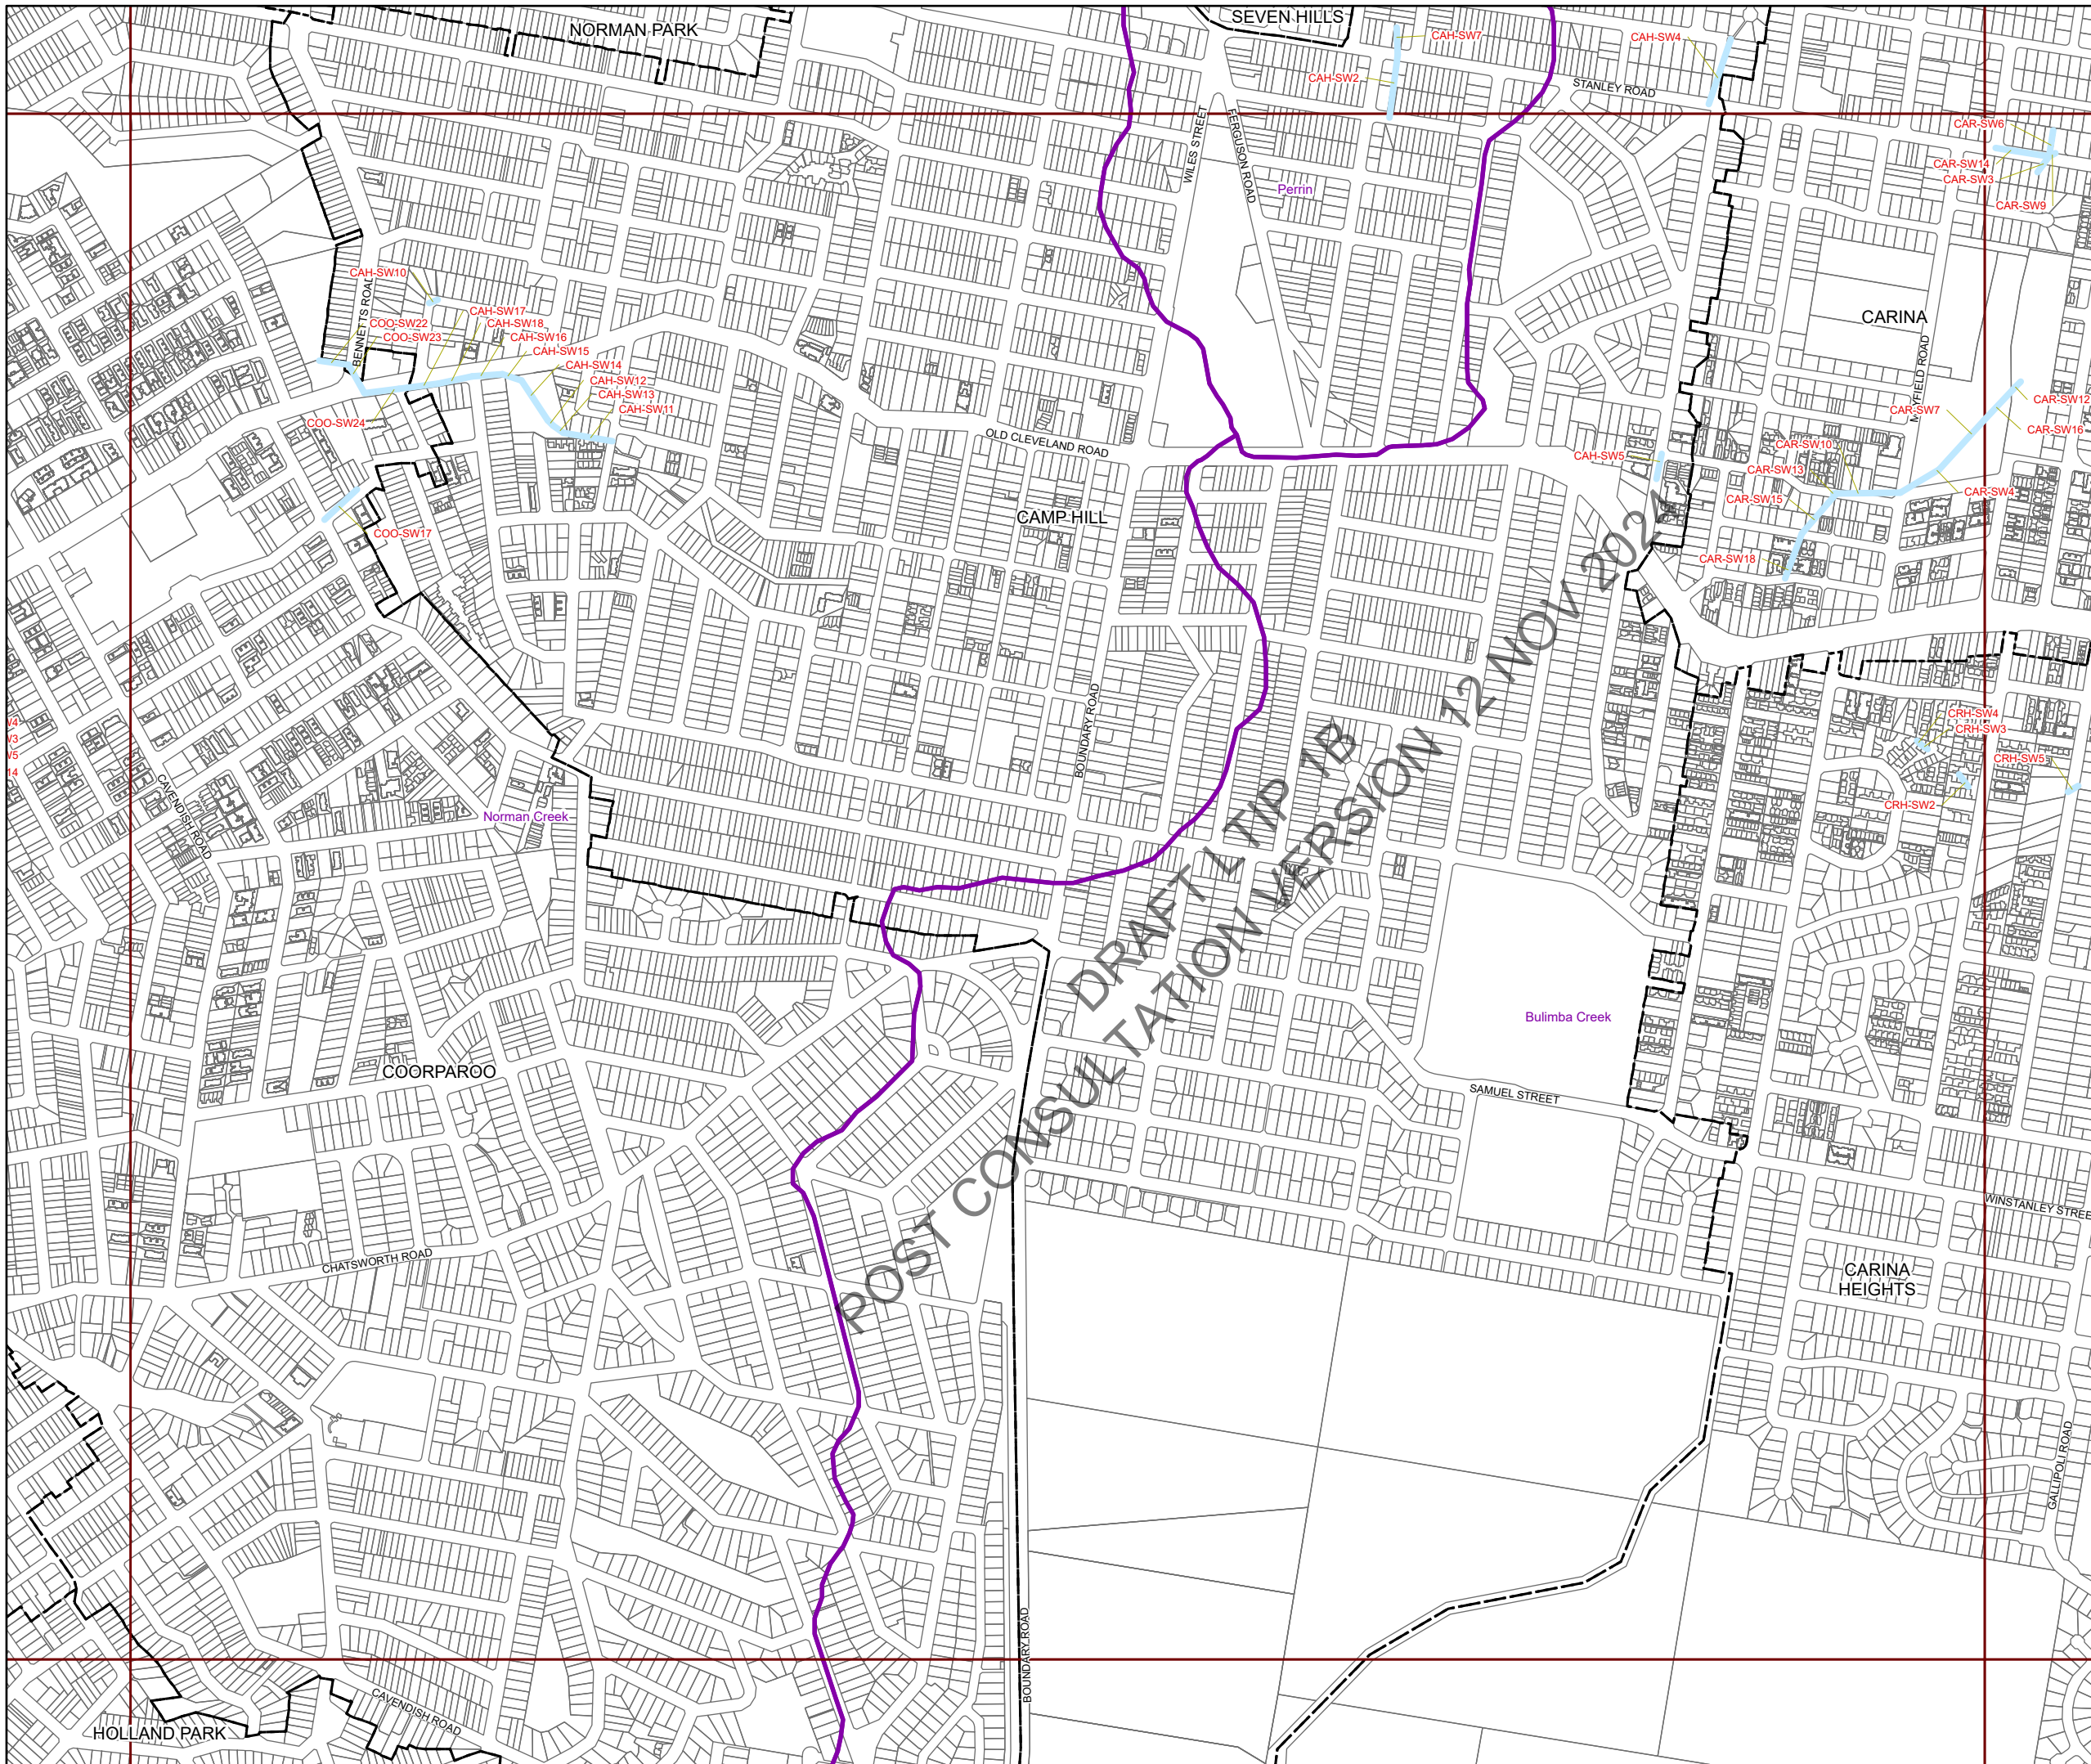 SEVEN HILLS
NORMAN PARK
CAH-SW7
CAH-SW4
CAH-SW2
STANLEY ROAD
WILES STREET
FERGUSON ROAD
CAR-SW6
CAR-SW14
CAR-SW3
CAR-SW9
Perrin
CAH-SW10
BENNETTS ROAD
CAH-SW17
COO-SW22
CAH-SW18
COO-SW23
CAH-SW16
CAH-SW15
CAH-SW14
CAH-SW12
CAH-SW13
CAH-SW11
COO-SW24
CARINA
MAYFIELD ROAD
CAR-SW12
CAR-SW7
CAR-SW16
OLD CLEVELAND ROAD
CAR-SW10
CAH-SW5
CAR-SW13
CAR-SW4
CAR-SW15
CAMP HILL
COO-SW17
CAR-SW18
BOUNDARY ROAD
CRH-SW4
CRH-SW3
CRH-SW5
CRH-SW2
W4
W3
W5
14
CAVENDISH ROAD
Norman Creek
DRAFT LTIP 1B
POST CONSULTATION VERSION 12 NOV 2024
Bulimba Creek
COORPAROO
SAMUEL STREET
WINSTANLEY STREE
CHATSWORTH ROAD
CARINA
HEIGHTS
GALLIPOLI ROAD
BOUNDARY ROAD
CAVENDISH ROAD
HOLLAND PARK